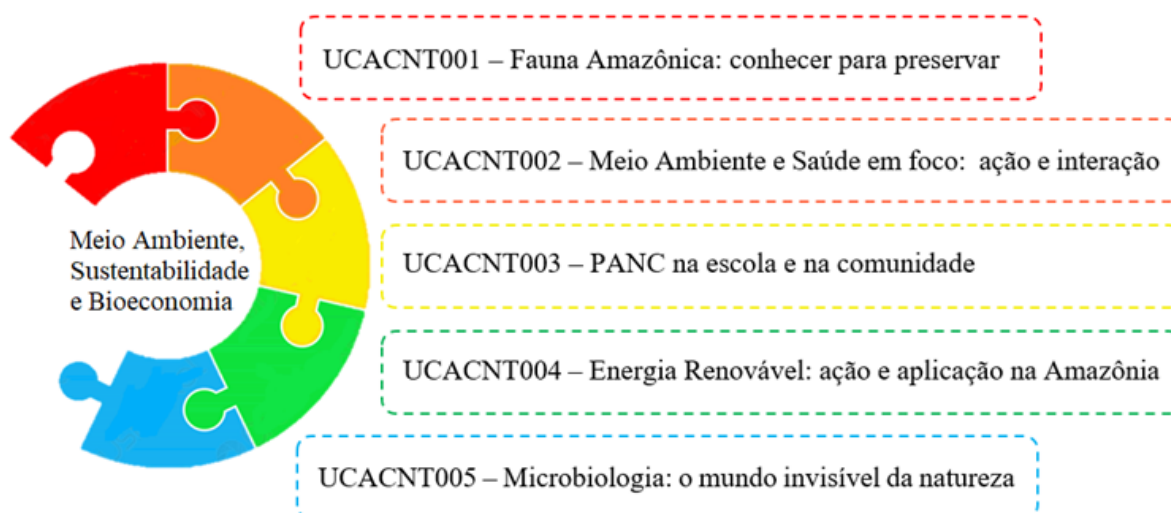 UCACNT001 – Fauna Amazônica: conhecer para preservar
UCACNT002 – Meio Ambiente e Saúde em foco:  ação e interação
UCACNT003 – PANC na escola e na comunidade
Meio Ambiente,
Sustentabilidade
e Bioeconomia
UCACNT004 – Energia Renovável: ação e aplicação na Amazônia
UCACNT005 – Microbiologia: o mundo invisível da natureza